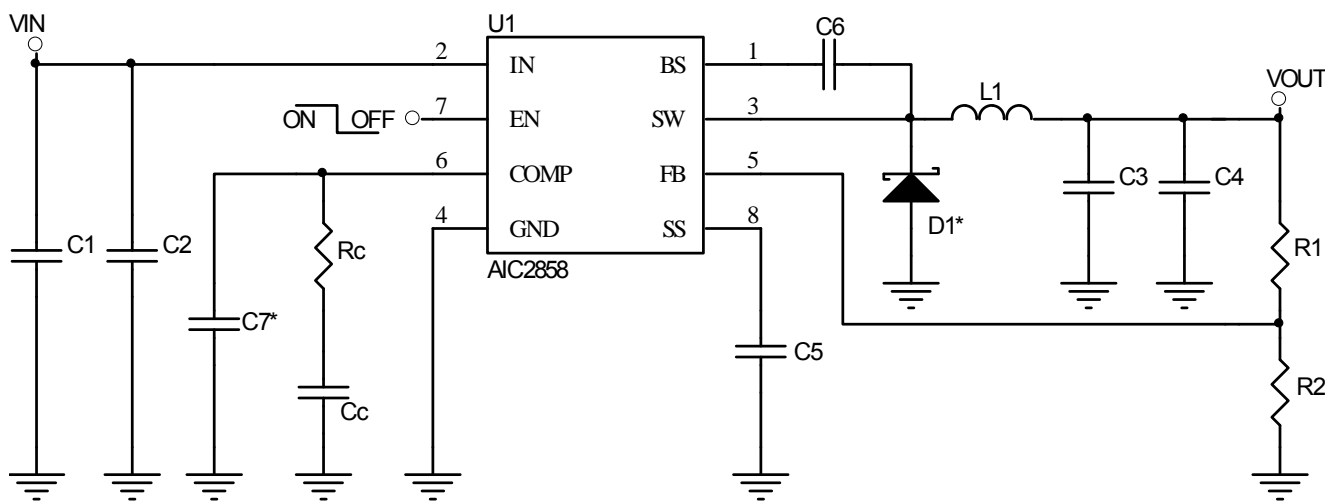 VIN
U1
2
IN
BS
1
C6
ON
OFF
7
EN
SW
3
L1
VOUT
6
COMP
FB
5
4
GND
SS
8
AIC2858
C1
C2
Rc
C7*
Cc
C5
D1*
C3
C4
R1
R2